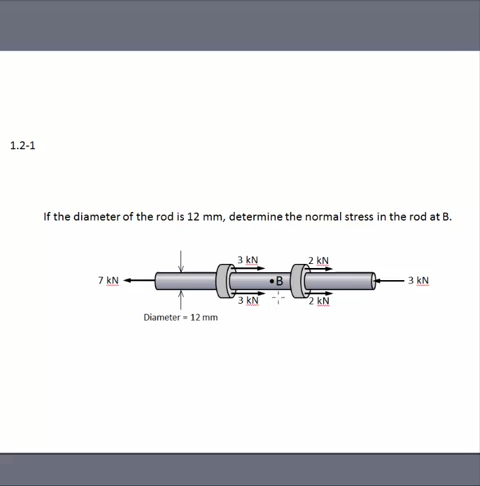 1.2-1
If the diameter of the rod is 12 mm, determine the normal stress in the rod at B.
3 kN
2 kN
7 kN
B
3 kN
3 kN
2 kN
Diameter = 12 mm